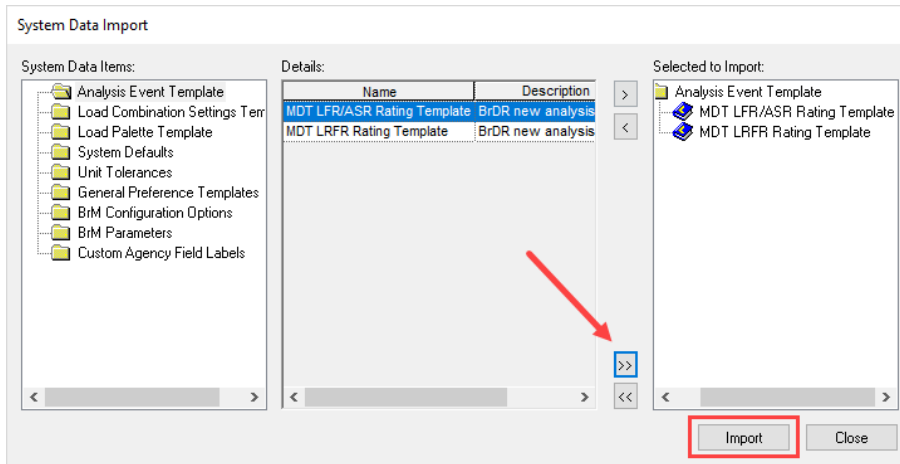 System Data Import
System Data Items:
Analysis Event Template
Load Combination Settings Tem
Load Palette Template
System Defaults
Unit Tolerances
General Preference Templates
BrM Configuration Options
BrM Parameters
Custom Agency Field Labels
Details:
Name Description
MDT LFR/ASR Rating Template BrDR new analysis
MDT LRFR Rating Template BrDR new analysis
>
<
>>
<<
Selected to Import:
Analysis Event Template
MDT LFR/ASR Rating Template
MDT LRFR Rating Template
Import Close